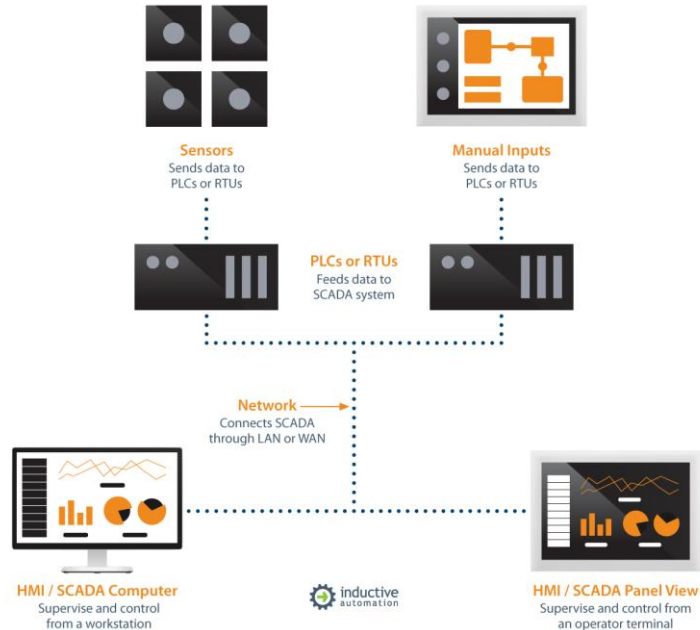 Sensors
Sends data to
PLCs or RTUs
Manual Inputs
Sends data to
PLCs or RTUs
PLCs or RTUs
Feeds data to
SCADA system
Network
Connects SCADA
through LAN or WAN
HMI / SCADA Computer
Supervise and control
from a workstation
inductive
automation
HMI / SCADA Panel View
Supervise and control from
an operator terminal